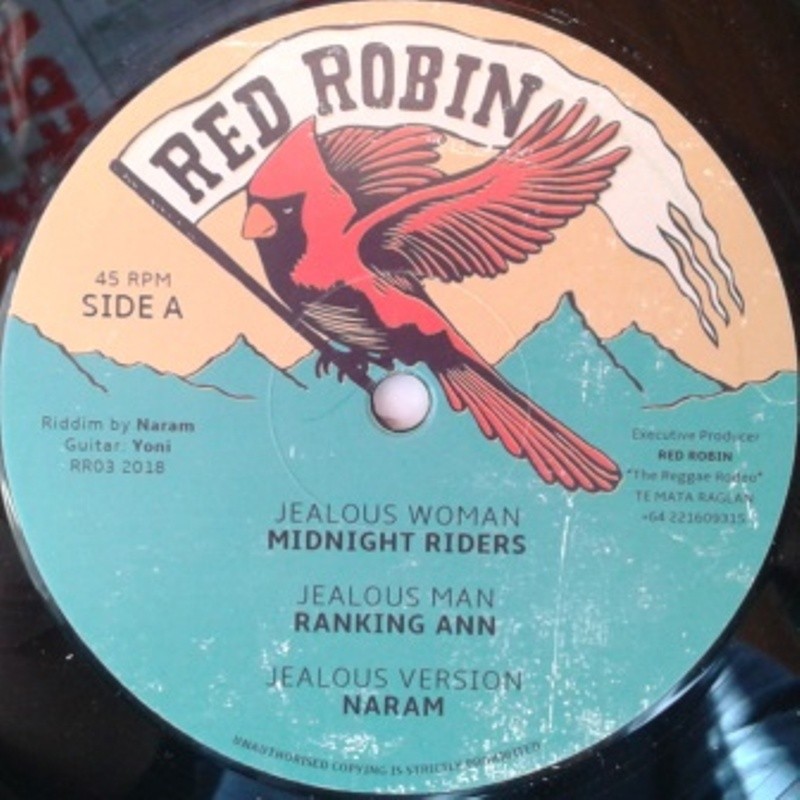 RED ROBIN
45 RPM
SIDE A
Riddim by Naram
Guitar: Yoni
RR03 2018
Executive Producer
RED ROBIN
"The Reggae Rodeo"
TE MATA RAGLAN
+64 221609315
JEALOUS WOMAN
MIDNIGHT RIDERS
JEALOUS MAN
RANKING ANN
JEALOUS VERSION
NARAM
UNAUTHORISED COPYING IS STRICTLY PROHIBITED